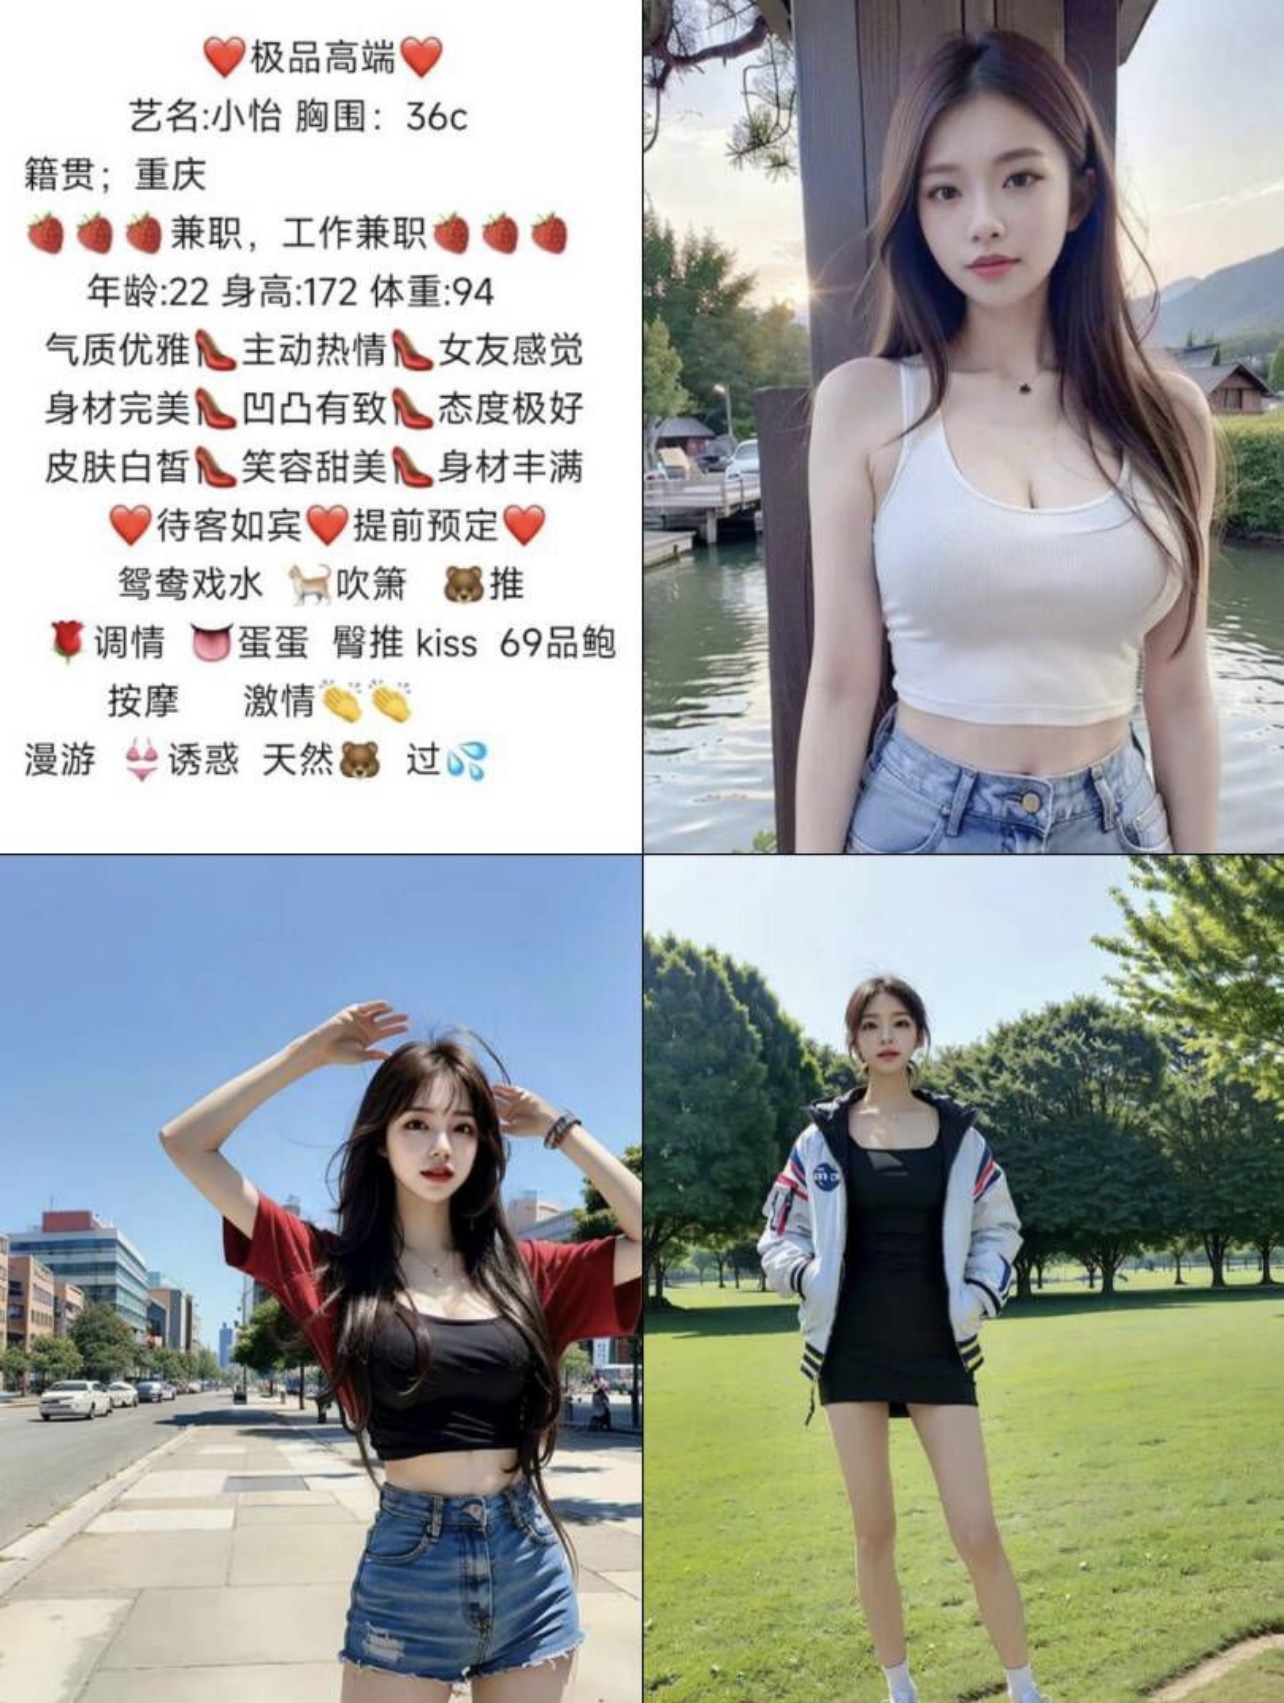 ❤️极品高端❤️
艺名:小怡 胸围：36c
籍贯；重庆
🍓🍓🍓兼职，工作兼职🍓🍓🍓
年龄:22 身高:172 体重:94
气质优雅👠主动热情👠女友感觉
身材完美👠凹凸有致👠态度极好
皮肤白皙👠笑容甜美👠身材丰满
❤️待客如宾❤️提前预定❤️
鸳鸯戏水 🐈吹箫 🐻推
🌹调情 👅蛋蛋 臀推 kiss 69品鲍
按摩 激情👏👏
漫游 👙诱惑 天然🐻 过💦